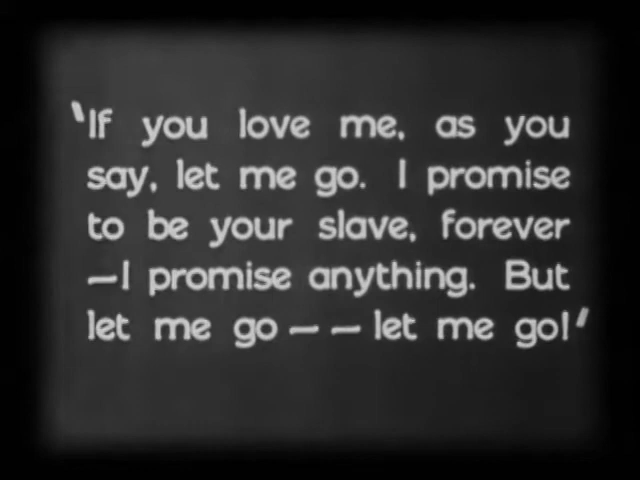 'If you love me, as you
say, let me go. I promise
to be your slave, forever
—I promise anything. But
let me go — — let me go!'